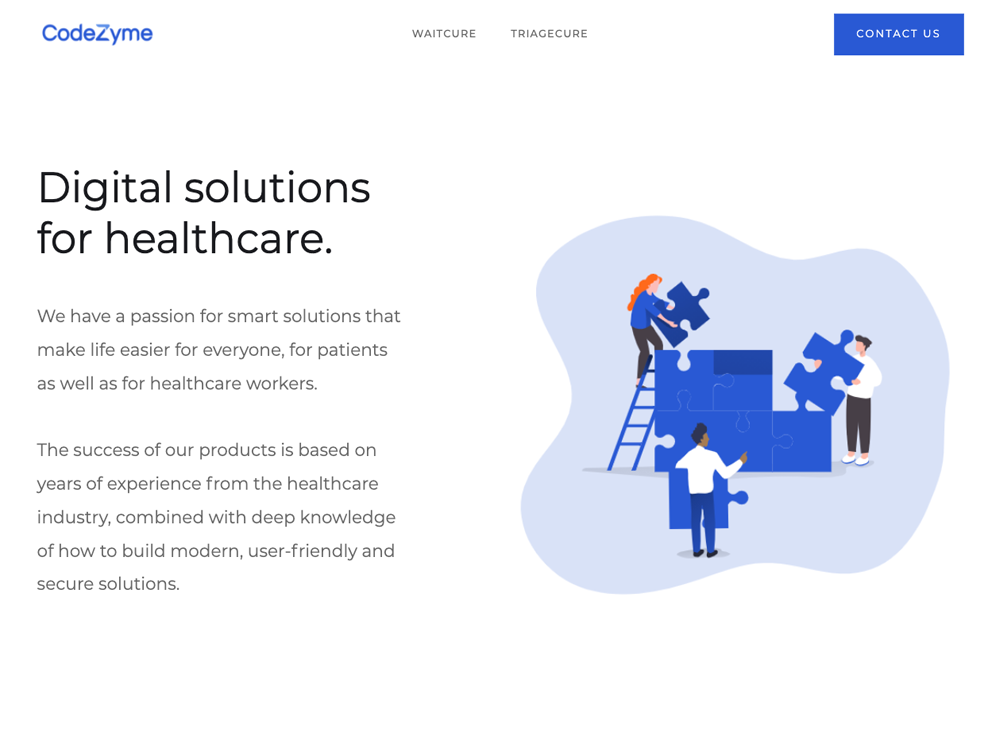 CodeZyme
WAITCURE
TRIAGECURE
CONTACT US
Digital solutions
for healthcare.
We have a passion for smart solutions that
make life easier for everyone, for patients
as well as for healthcare workers.
The success of our products is based on
years of experience from the healthcare
industry, combined with deep knowledge
of how to build modern, user-friendly and
secure solutions.